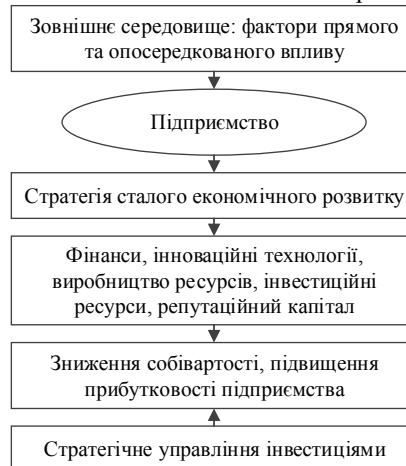 Зовнішнє середовище: фактори прямого
та опосередкованого впливу
Підприємство
Стратегія сталого економічного розвитку
Фінанси, інноваційні технології,
виробництво ресурсів, інвестиційні
ресурси, репутаційний капітал
Зниження собівартості, підвищення
прибутковості підприємства
Стратегічне управління інвестиціями